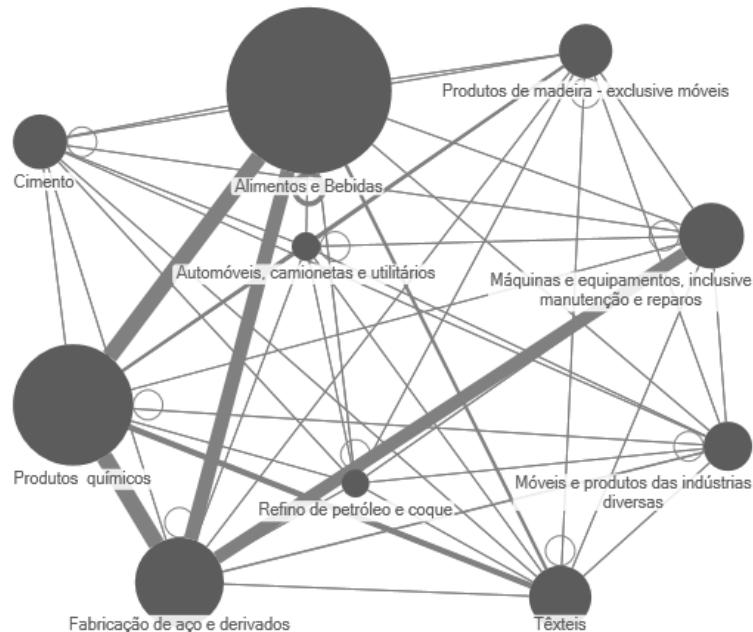 Produtos de madeira - exclusive móveis
Cimento
Alimentos e Bebidas
Automóveis, camionetas e utilitários
Máquinas e equipamentos, inclusive
manutenção e reparos
Produtos químicos
Refino de petróleo e coque
Móveis e produtos das indústrias
diversas
Fabricação de aço e derivados
Têxteis